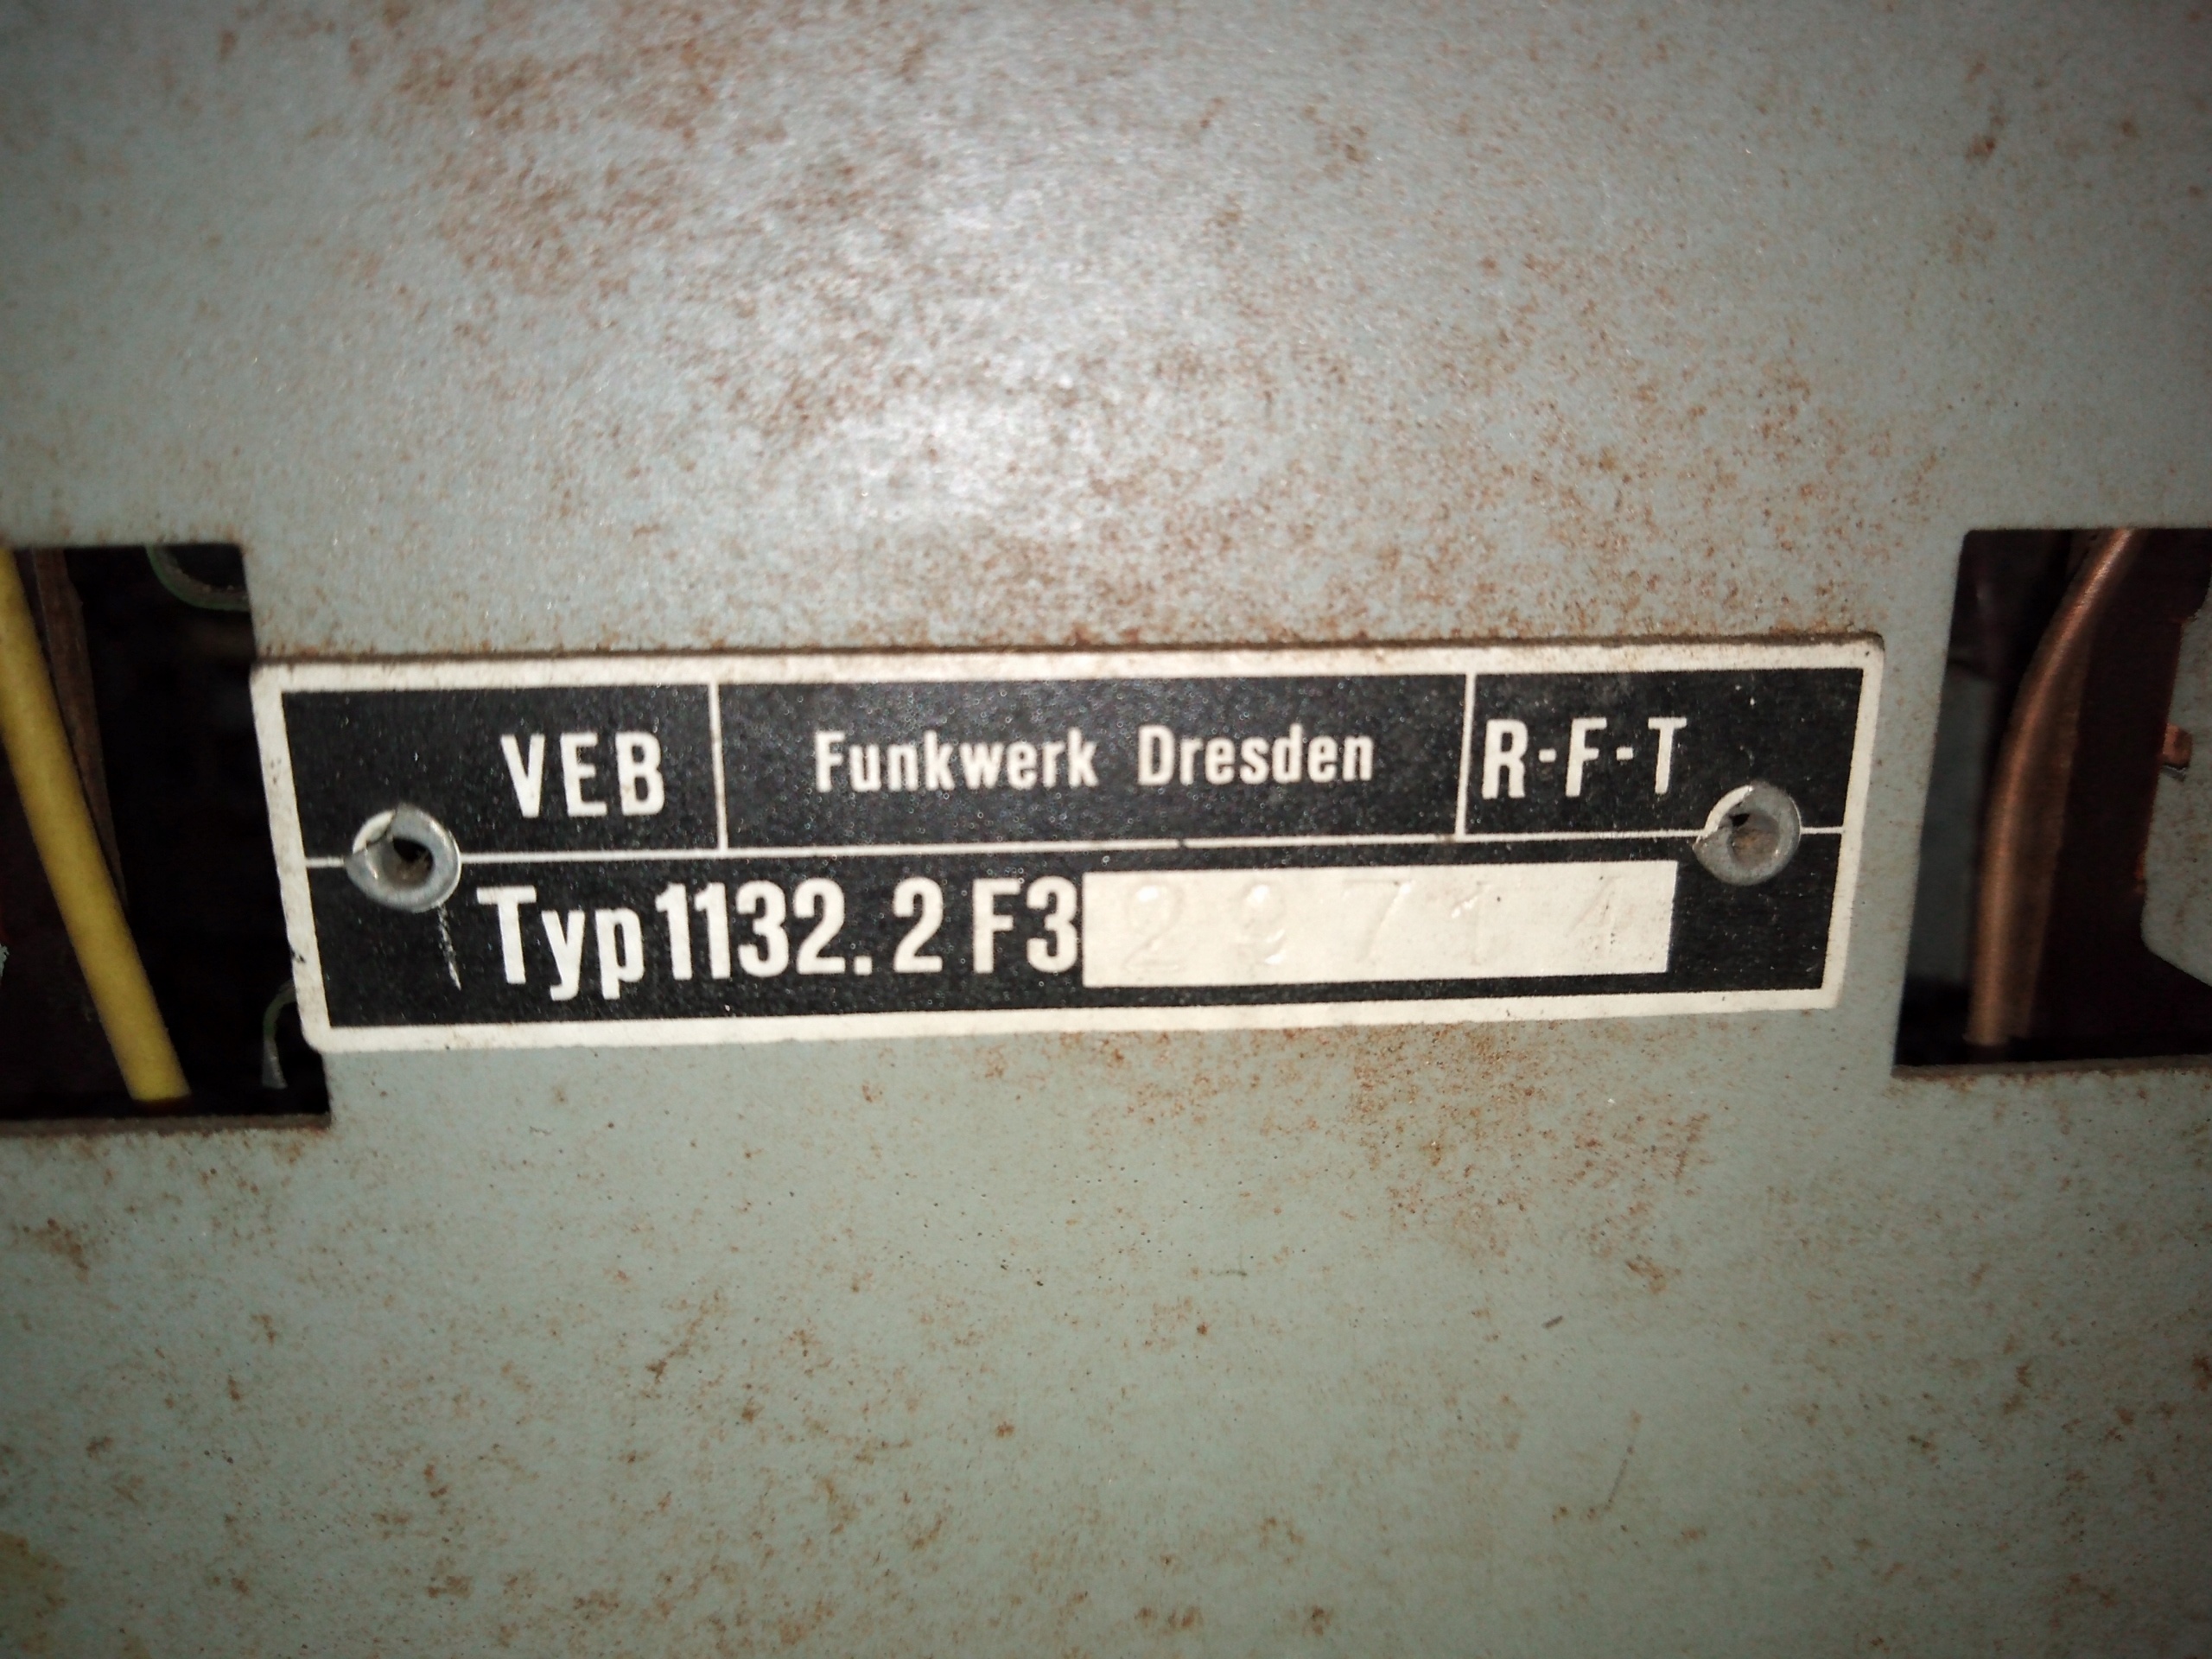 VEB Funkwerk Dresden R-F-T
Typ 1132.2 F3 29714